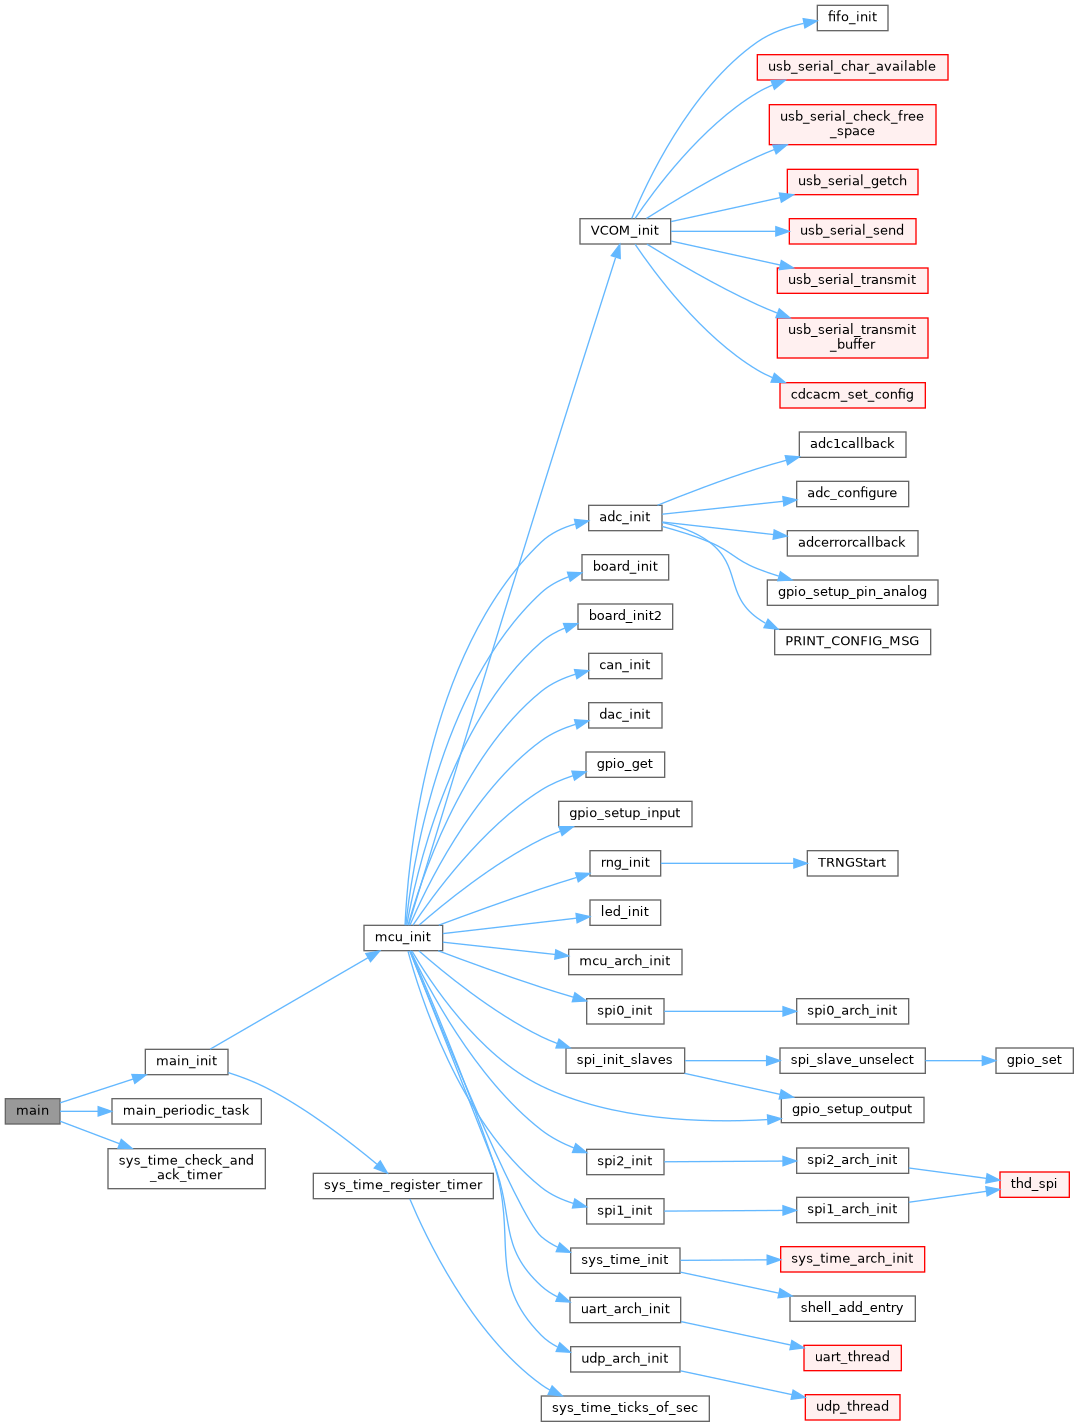 fifo_init
usb_serial_char_available
usb_serial_check_free
_space
usb_serial_getch
VCOM_init
usb_serial_send
usb_serial_transmit
usb_serial_transmit
_buffer
cdcacm_set_config
adc1callback
adc_configure
adc_init
adcerrorcallback
board_init
gpio_setup_pin_analog
board_init2
PRINT_CONFIG_MSG
can_init
dac_init
gpio_get
gpio_setup_input
rng_init
TRNGStart
led_init
mcu_init
mcu_arch_init
spi0_init
spi0_arch_init
main_init
spi_init_slaves
spi_slave_unselect
gpio_set
main
main_periodic_task
gpio_setup_output
sys_time_check_and
_ack_timer
spi2_init
spi2_arch_init
sys_time_register_timer
thd_spi
spi1_init
spi1_arch_init
sys_time_init
sys_time_arch_init
uart_arch_init
shell_add_entry
udp_arch_init
uart_thread
sys_time_ticks_of_sec
udp_thread